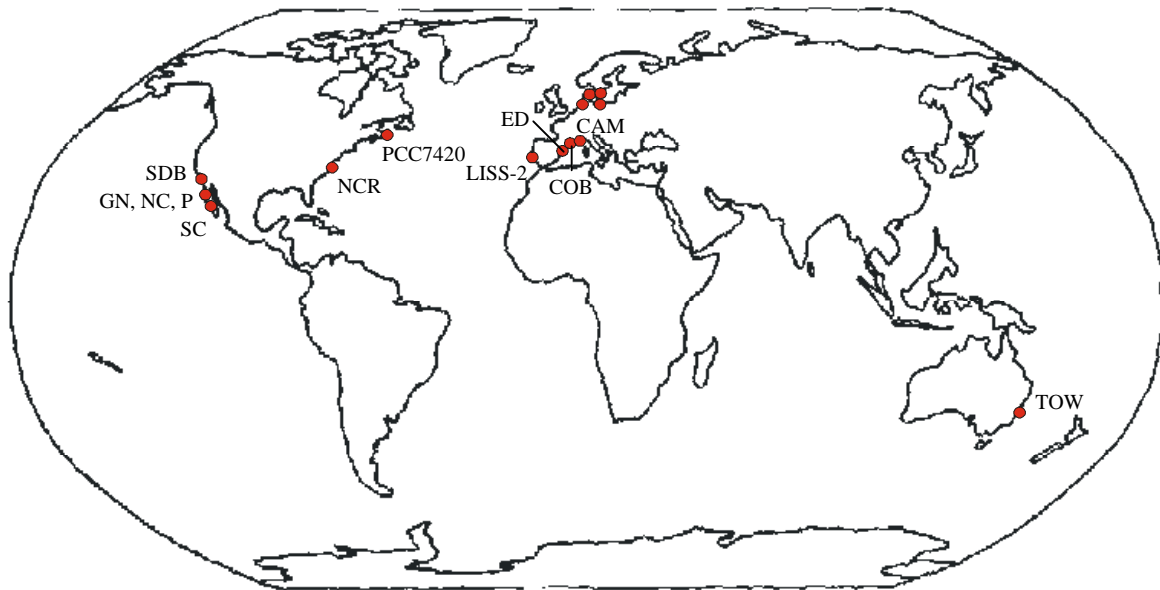 ED
CAM
PCC7420
SDB
NCR
LISS-2
COB
GN, NC, P
SC
TOW